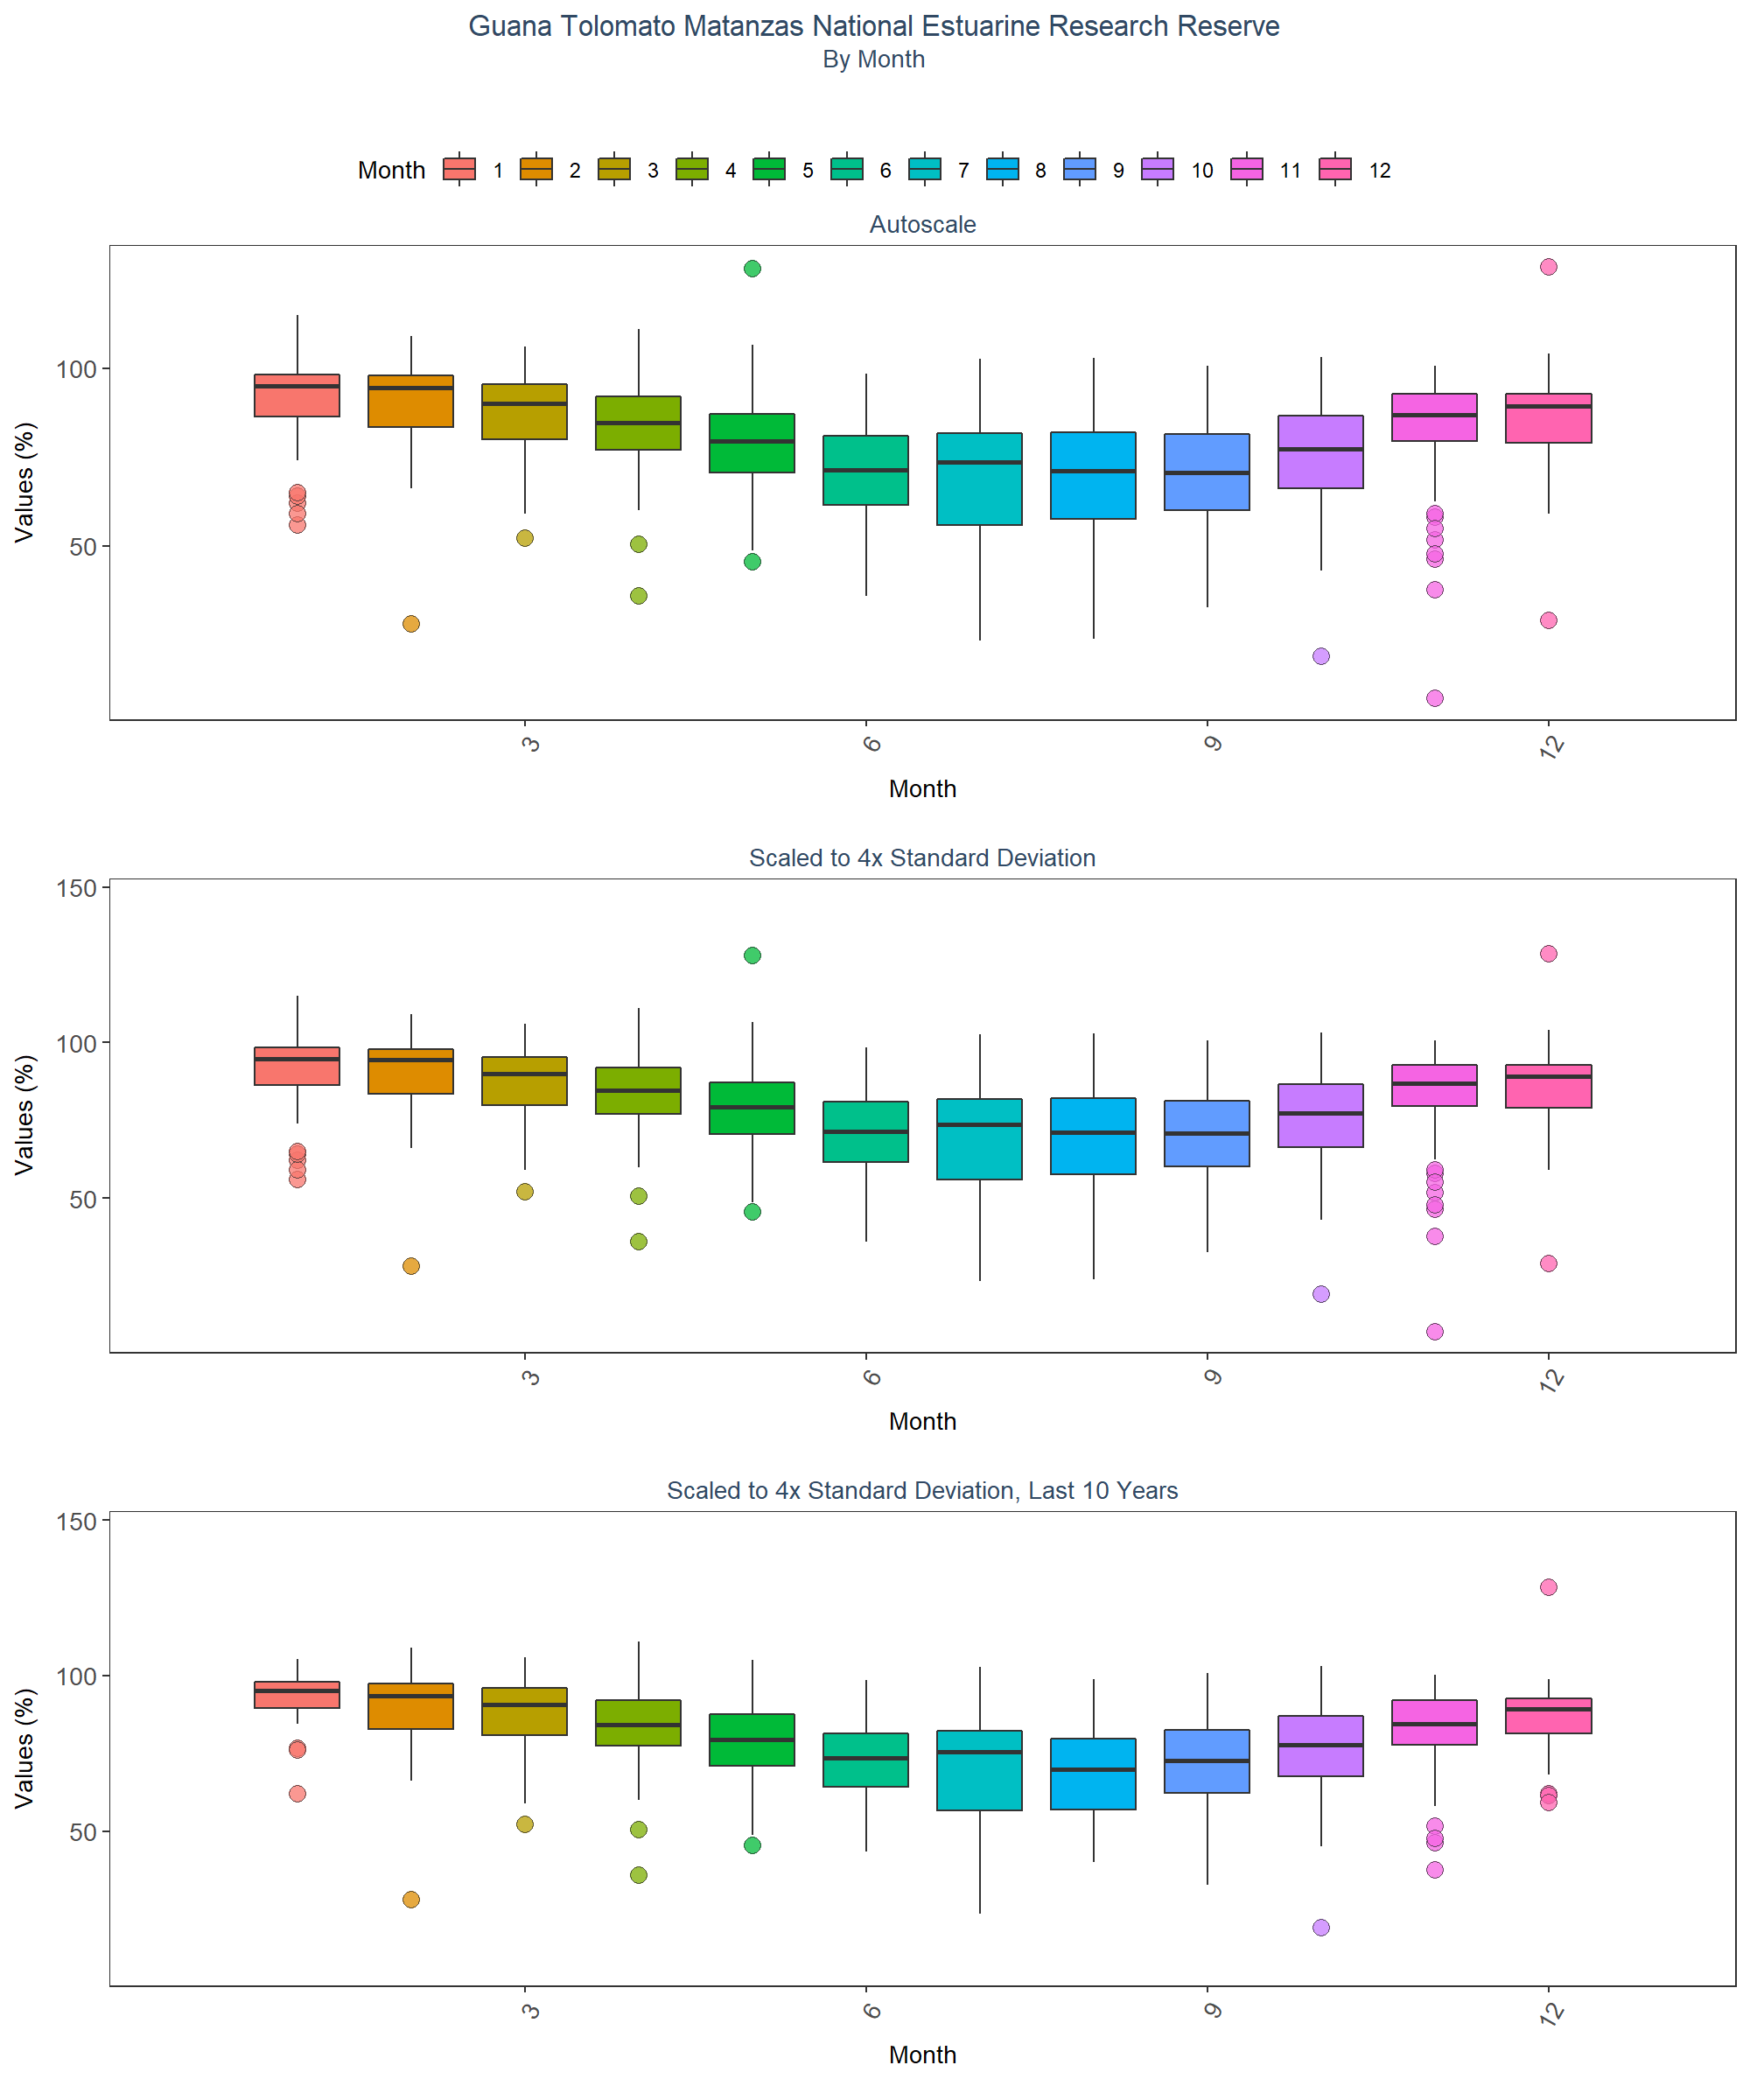 Guana Tolomato Matanzas National Estuarine Research Reserve
By Month
Month 1 2 3 4 5 6 7 8 9 10 11 12
Autoscale
Values (%)
100
50
3 6 9 12
Month
Scaled to 4x Standard Deviation
Values (%)
150
100
50
3 6 9 12
Month
Scaled to 4x Standard Deviation, Last 10 Years
Values (%)
150
100
50
3 6 9 12
Month